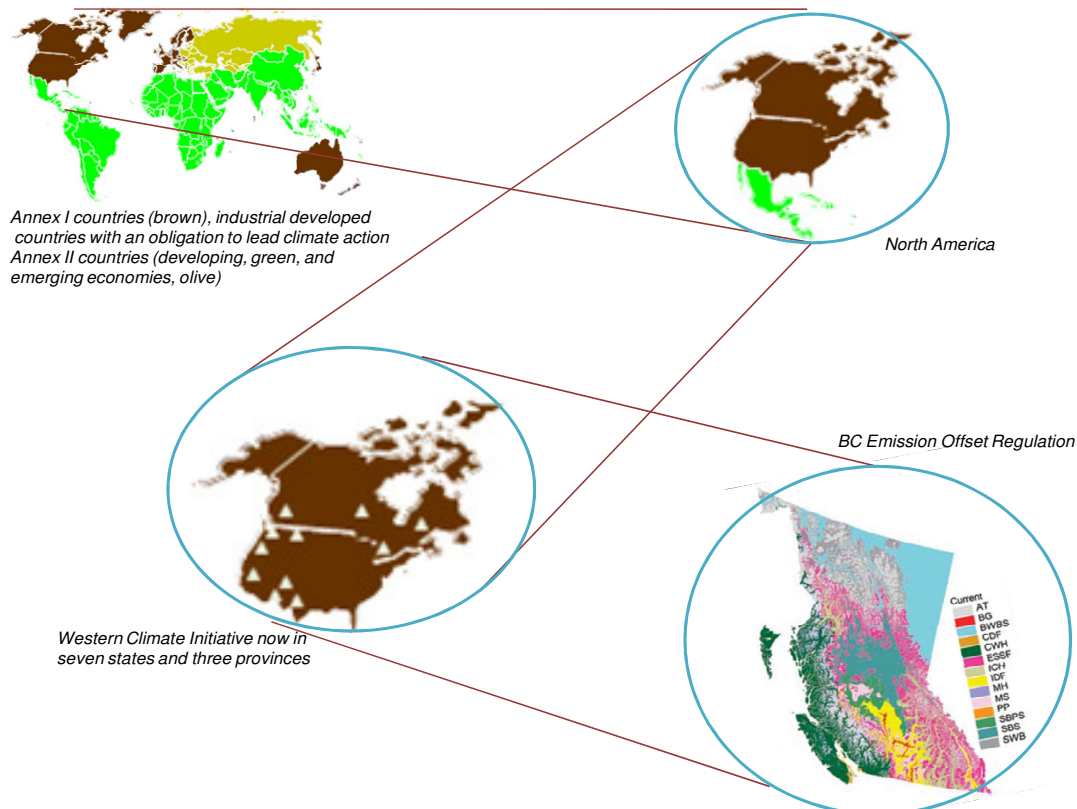 Annex I countries (brown), industrial developed
countries with an obligation to lead climate action
Annex II countries (developing, green, and
emerging economies, olive)
North America
Western Climate Initiative now in
seven states and three provinces
BC Emission Offset Regulation
Current
AT
BG
BWBS
CDF
CWH
ESSF
ICH
IDF
MH
MS
PP
SBPS
SBS
SWB